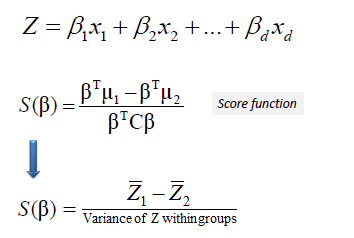 Z = β₁x₁ + β₂x₂ + ... + β_d x_d
S(β) = (βᵀμ₁ − βᵀμ₂) / (βᵀCβ)
Score function
S(β) = (Z̄₁ − Z̄₂) / (Variance of Z within groups)